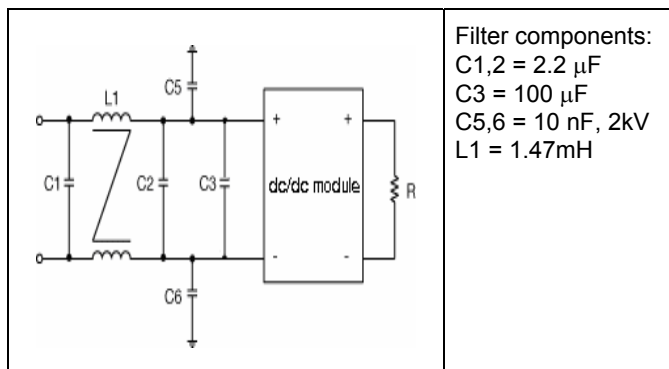 Filter components:
C1,2 = 2.2 μF
C3 = 100 μF
C5,6 = 10 nF, 2kV
L1 = 1.47mH
C5
L1
+ +
C1 C2 C3 dc/dc module R
- -
C6